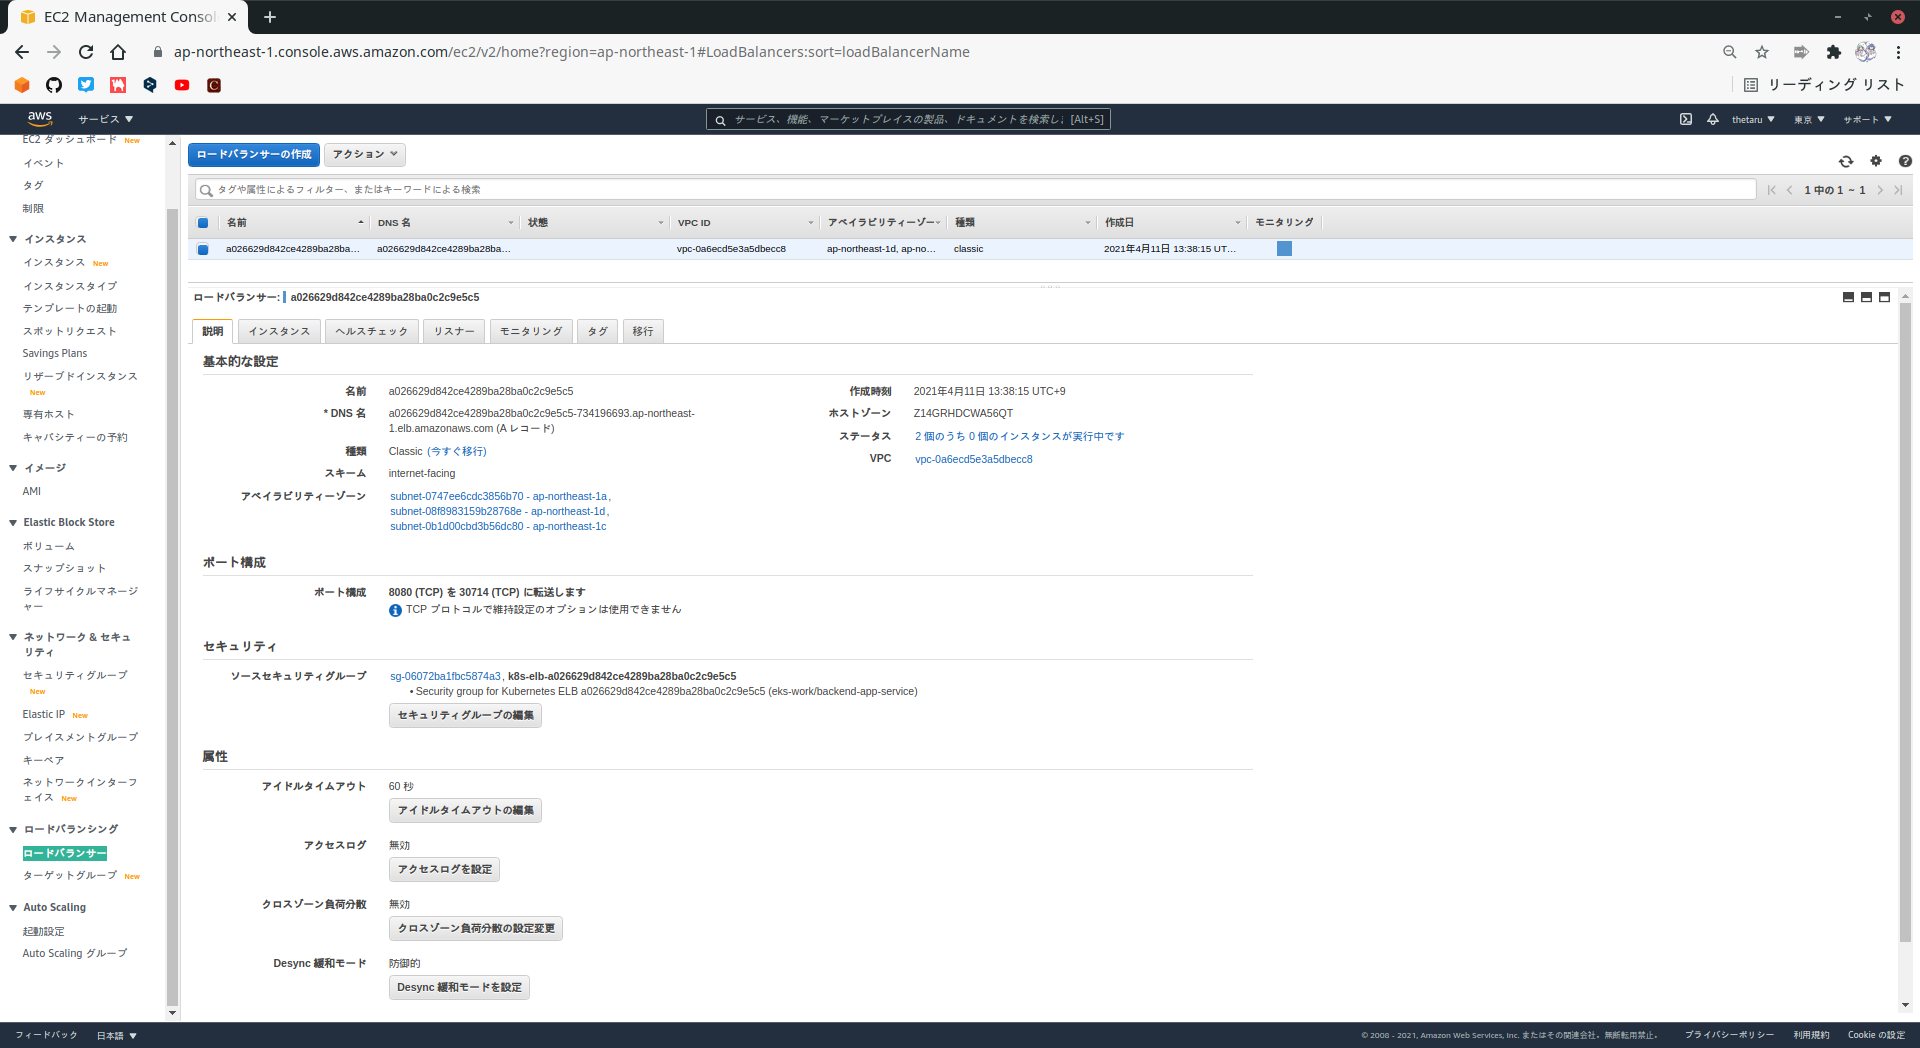 EC2 Management Consol
ap-northeast-1.console.aws.amazon.com/ec2/v2/home?region=ap-northeast-1#LoadBalancers:sort=loadBalancerName
リーディング リスト
aws サービス サービス、機能、マーケットプレイスの製品、ドキュメントを検索し [Alt+S] thetaru 東京 サポート
EC2 ダッシュボード New
イベント
タグ
制限
インスタンス
インスタンス New
インスタンスタイプ
テンプレートの起動
スポットリクエスト
Savings Plans
リザーブドインスタンス
New
専有ホスト
キャパシティーの予約
イメージ
AMI
Elastic Block Store
ボリューム
スナップショット
ライフサイクルマネージ
ャー
ネットワーク & セキュ
リティ
セキュリティグループ
New
Elastic IP New
プレイスメントグループ
キーペア
ネットワークインターフ
ェイス New
ロードバランシング
ロードバランサー
ターゲットグループ New
Auto Scaling
起動設定
Auto Scaling グループ
ロードバランサーの作成 アクション
タグや属性によるフィルター、またはキーワードによる検索 1 中の 1 ~ 1
名前 DNS 名 状態 VPC ID アベイラビリティーゾー 種類 作成日 モニタリング
a026629d842ce4289ba28ba... a026629d842ce4289ba28ba... vpc-0a6ecd5e3a5dbecc8 ap-northeast-1d, ap-no... classic 2021年4月11日 13:38:15 UT...
ロードバランサー: a026629d842ce4289ba28ba0c2c9e5c5
説明 インスタンス ヘルスチェック リスナー モニタリング タグ 移行
基本的な設定
名前 a026629d842ce4289ba28ba0c2c9e5c5 作成時刻 2021年4月11日 13:38:15 UTC+9
* DNS 名 a026629d842ce4289ba28ba0c2c9e5c5-734196693.ap-northeast- ホストゾーン Z14GRHDCWA56QT
1.elb.amazonaws.com (A レコード)
ステータス 2 個のうち 0 個のインスタンスが実行中です
種類 Classic (今すぐ移行) VPC vpc-0a6ecd5e3a5dbecc8
スキーム internet-facing
アベイラビリティーゾーン subnet-0747ee6cdc3856b70 - ap-northeast-1a,
subnet-08f8983159b28768e - ap-northeast-1d,
subnet-0b1d00cbd3b56dc80 - ap-northeast-1c
ポート構成
ポート構成 8080 (TCP) を 30714 (TCP) に転送します
TCP プロトコルで維持設定のオプションは使用できません
セキュリティ
ソースセキュリティグループ sg-06072ba1fbc5874a3, k8s-elb-a026629d842ce4289ba28ba0c2c9e5c5
• Security group for Kubernetes ELB a026629d842ce4289ba28ba0c2c9e5c5 (eks-work/backend-app-service)
セキュリティグループの編集
属性
アイドルタイムアウト 60 秒
アイドルタイムアウトの編集
アクセスログ 無効
アクセスログを設定
クロスゾーン負荷分散 無効
クロスゾーン負荷分散の設定変更
Desync 緩和モード 防御的
Desync 緩和モードを設定
フィードバック 日本語 © 2008 - 2021, Amazon Web Services, Inc. またはその関連会社。無断転用禁止。 プライバシーポリシー 利用規約 Cookie の設定